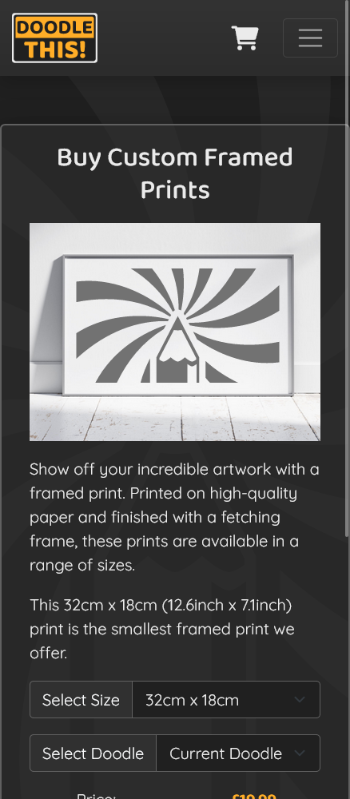 DOODLE
THIS!
Buy Custom Framed
Prints
Show off your incredible artwork with a
framed print. Printed on high-quality
paper and finished with a fetching
frame, these prints are available in a
range of sizes.
This 32cm x 18cm (12.6inch x 7.1inch)
print is the smallest framed print we
offer.
Select Size 32cm x 18cm
Select Doodle Current Doodle
Price: £19.99